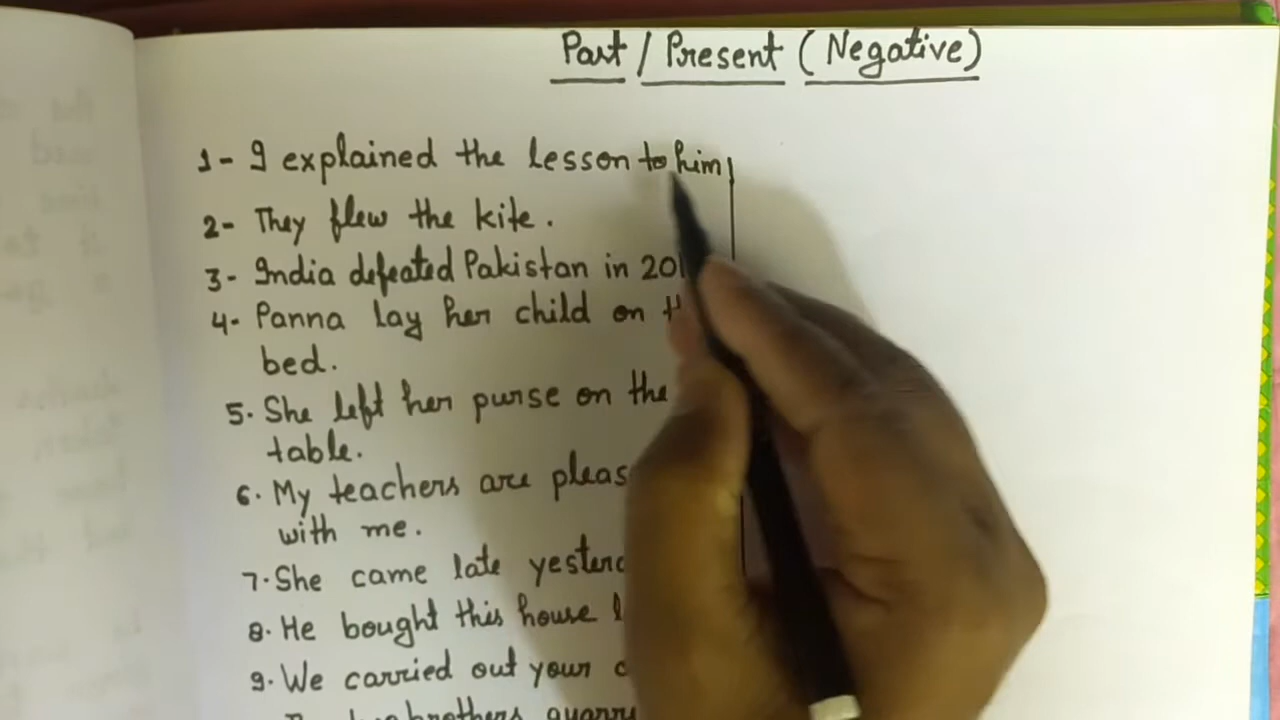 Past / Present (Negative)
1- I explained the lesson to him
2- They flew the kite.
3- India defeated Pakistan in
4- Panna lay her child on
bed.
5. She left her purse on the
table.
6. My teachers are
with me.
7. She came late
8. He bought this house
9. We carried out your
brothers